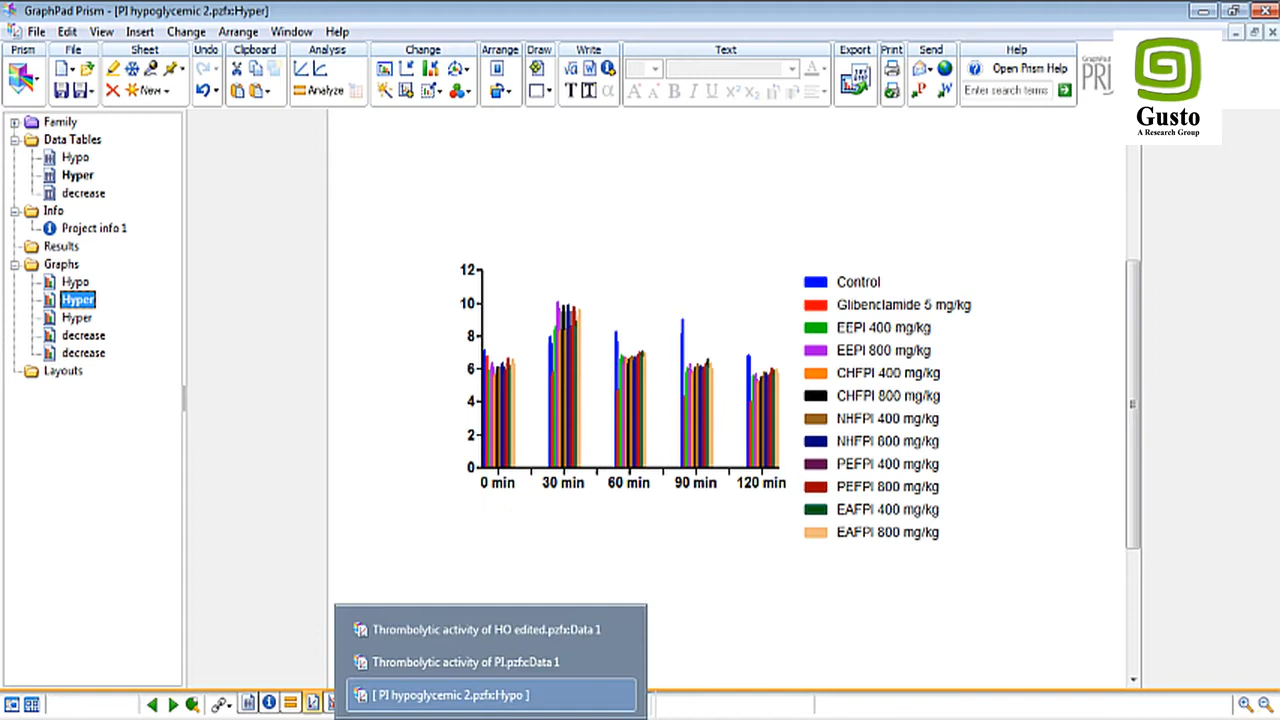 GraphPad Prism - [PI hypoglycemic 2.pzfx:Hyper]
File Edit View Insert Change Arrange Window Help
Prism File Sheet Undo Clipboard Analysis Change Arrange Draw Write Text Export Print Send Help
Open Prism Help
New
Analyze
Enter search terms
GraphPad
PRI
Gusto
A Research Group
Family
Data Tables
Hypo
Hyper
decrease
Info
Project info 1
Results
Graphs
Hypo
Hyper
Hyper
decrease
decrease
Layouts
12
10
8
6
4
2
0
0 min 30 min 60 min 90 min 120 min
Control
Glibenclamide 5 mg/kg
EEPI 400 mg/kg
EEPI 800 mg/kg
CHFPI 400 mg/kg
CHFPI 800 mg/kg
NHFPI 400 mg/kg
NHFPI 800 mg/kg
PEFPI 400 mg/kg
PEFPI 800 mg/kg
EAFPI 400 mg/kg
EAFPI 800 mg/kg
Thrombolytic activity of HO edited.pzfx:Data 1
Thrombolytic activity of PI.pzfx:Data 1
[ PI hypoglycemic 2.pzfx:Hypo ]